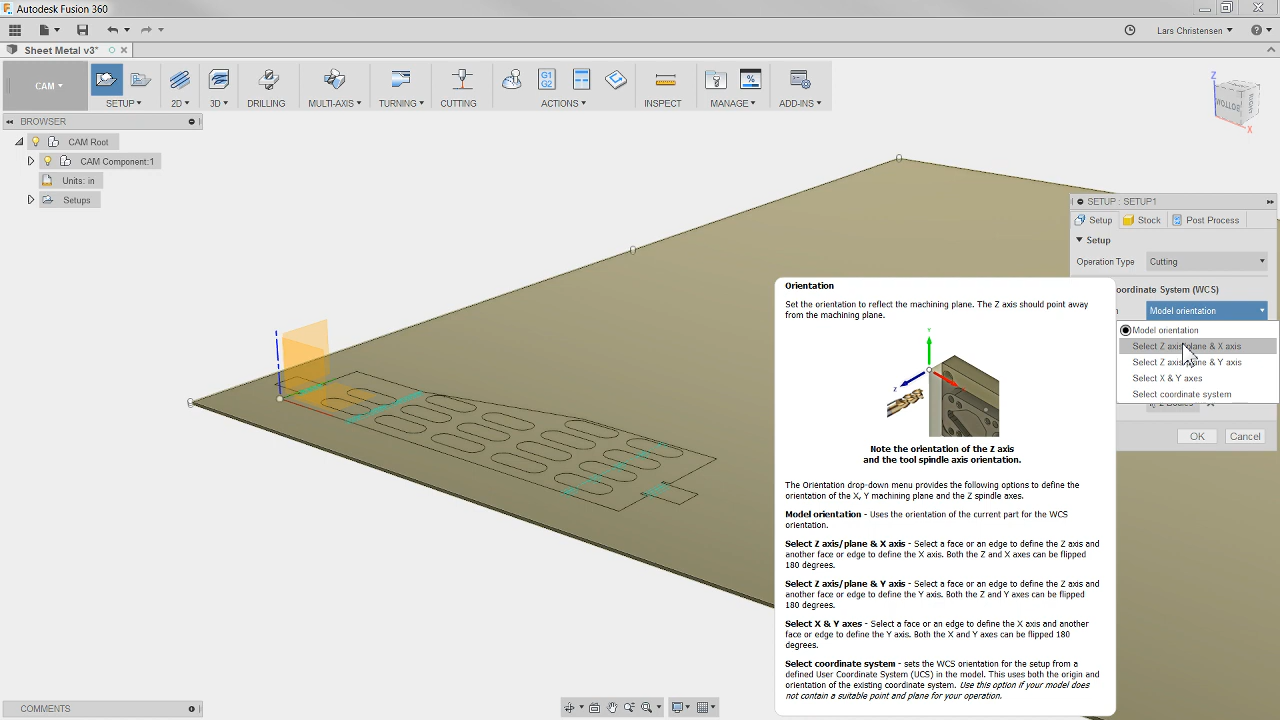 Autodesk Fusion 360
Lars Christensen
Sheet Metal v3*
CAM
SETUP
2D
3D
DRILLING
MULTI-AXIS
TURNING
CUTTING
G1
G2
ACTIONS
INSPECT
MANAGE
ADD-INS
BROWSER
CAM Root
CAM Component:1
Units: in
Setups
Z
BOTTOM
X
SETUP : SETUP1
Setup
Stock
Post Process
Setup
Operation Type
Cutting
oordinate System (WCS)
Model orientation
Model orientation
Select Z axis/plane & X axis
Select Z axis/plane & Y axis
Select X & Y axes
Select coordinate system
OK
Cancel
Orientation
Set the orientation to reflect the machining plane. The Z axis should point away
from the machining plane.
Y
Z
Note the orientation of the Z axis
and the tool spindle axis orientation.
The Orientation drop-down menu provides the following options to define the
orientation of the X, Y machining plane and the Z spindle axes.
Model orientation - Uses the orientation of the current part for the WCS
orientation.
Select Z axis/plane & X axis - Select a face or an edge to define the Z axis and
another face or edge to define the X axis. Both the Z and X axes can be flipped
180 degrees.
Select Z axis/plane & Y axis - Select a face or an edge to define the Z axis and
another face or edge to define the Y axis. Both the Z and Y axes can be flipped
180 degrees.
Select X & Y axes - Select a face or an edge to define the X axis and another
face or edge to define the Y axis. Both the X and Y axes can be flipped 180
degrees.
Select coordinate system - sets the WCS orientation for the setup from a
defined User Coordinate System (UCS) in the model. This uses both the origin and
orientation of the existing coordinate system. Use this option if your model does
not contain a suitable point and plane for your operation.
COMMENTS